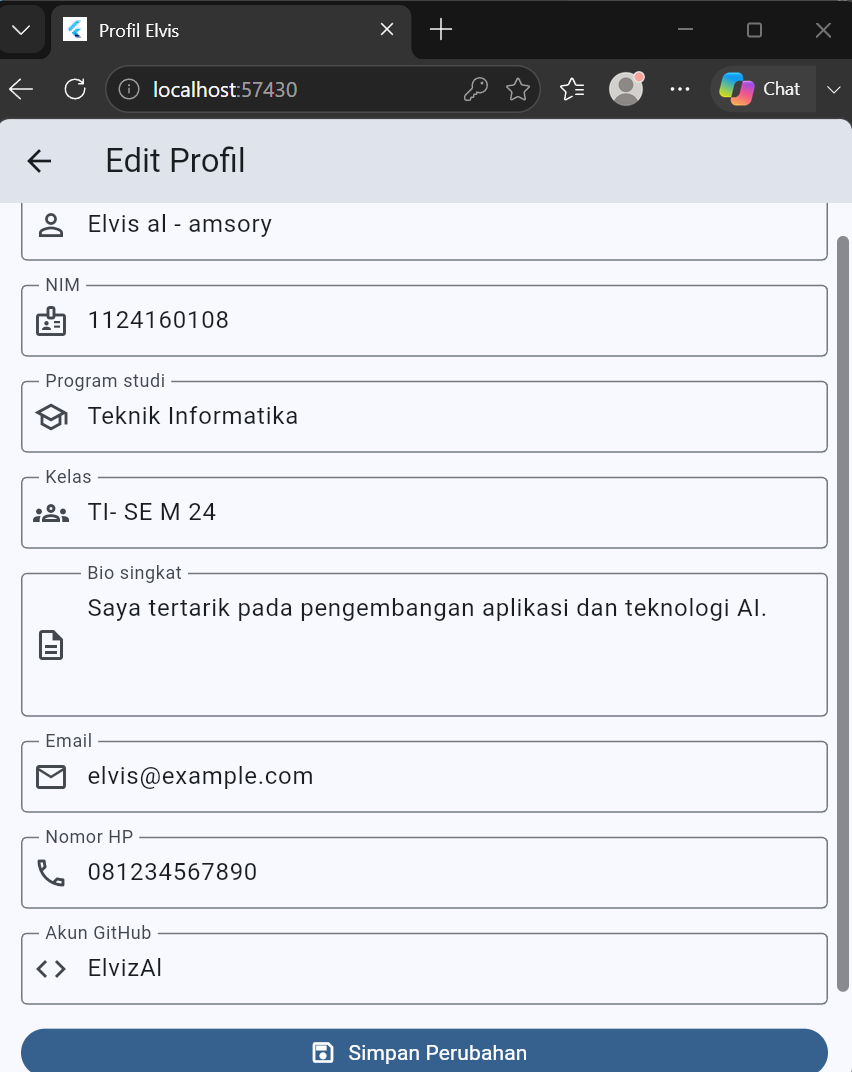 Profil Elvis
localhost:57430
Chat
Edit Profil
Elvis al - amsory
NIM
1124160108
Program studi
Teknik Informatika
Kelas
TI- SE M 24
Bio singkat
Saya tertarik pada pengembangan aplikasi dan teknologi AI.
Email
elvis@example.com
Nomor HP
081234567890
Akun GitHub
ElvizAl
Simpan Perubahan